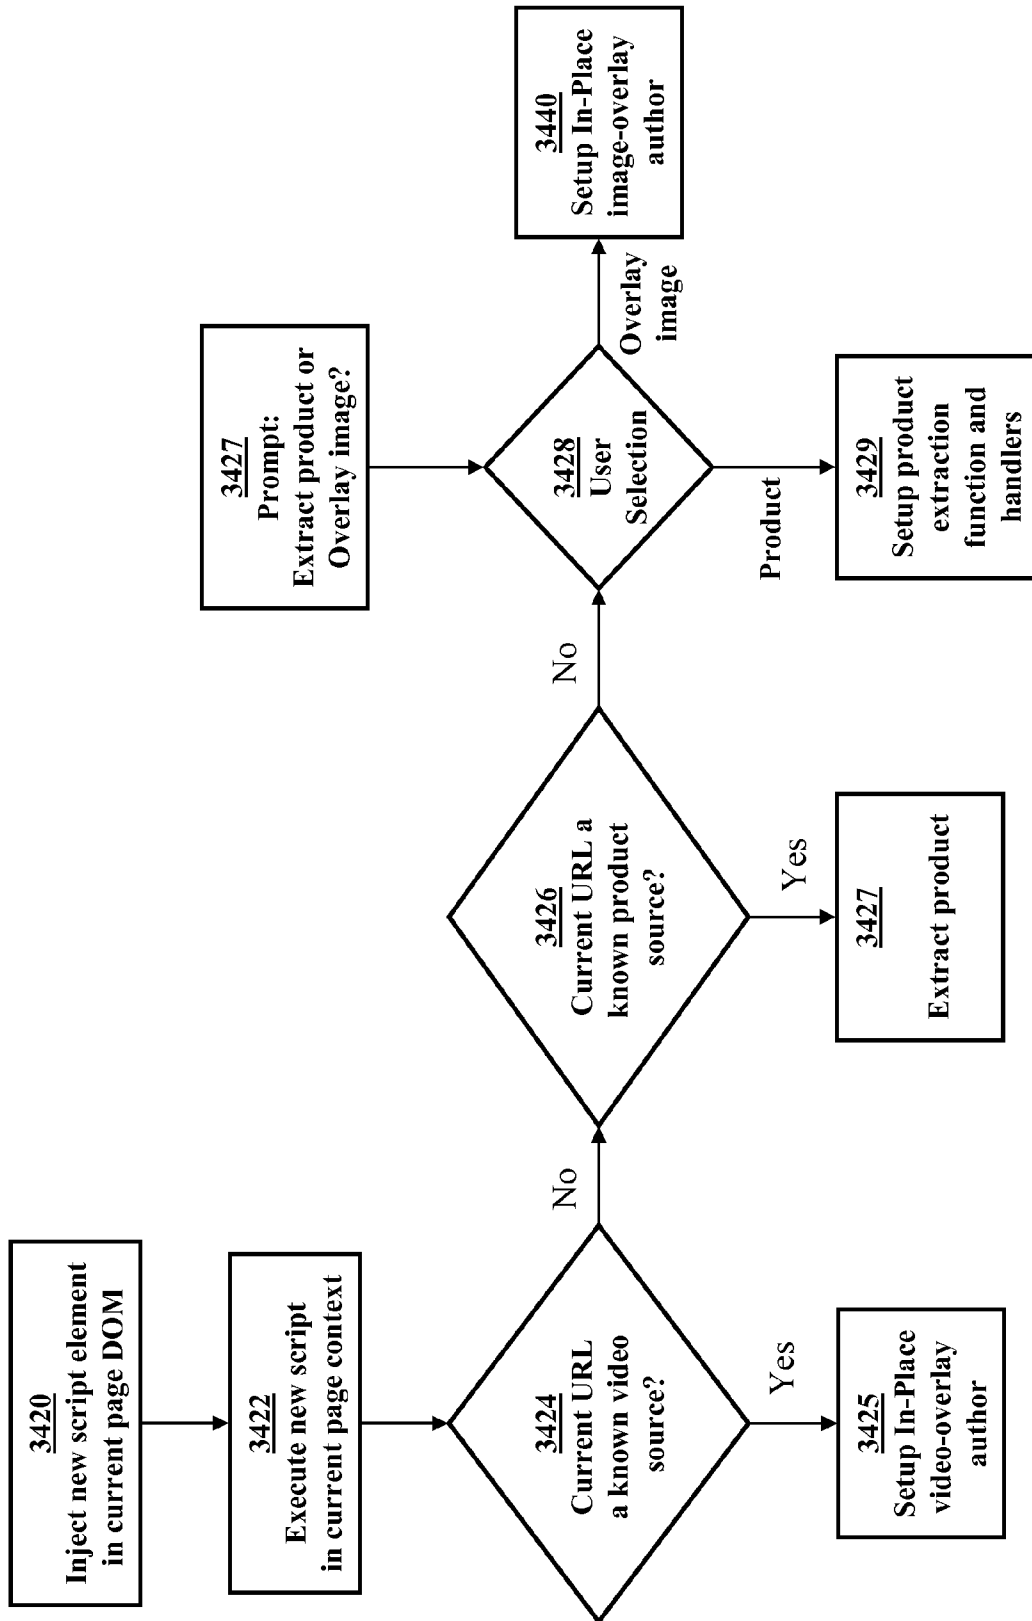 3420
Inject new script element
in current page DOM
3422
Execute new script
in current page context
3424
Current URL
a known video
source?
Yes
3425
Setup In-Place
video-overlay
author
No
3426
Current URL a
known product
source?
Yes
3427
Extract product
No
3427
Prompt:
Extract product or
Overlay image?
3428
User
Selection
Product
3429
Setup product
extraction
function and
handlers
Overlay
image
3440
Setup In-Place
image-overlay
author